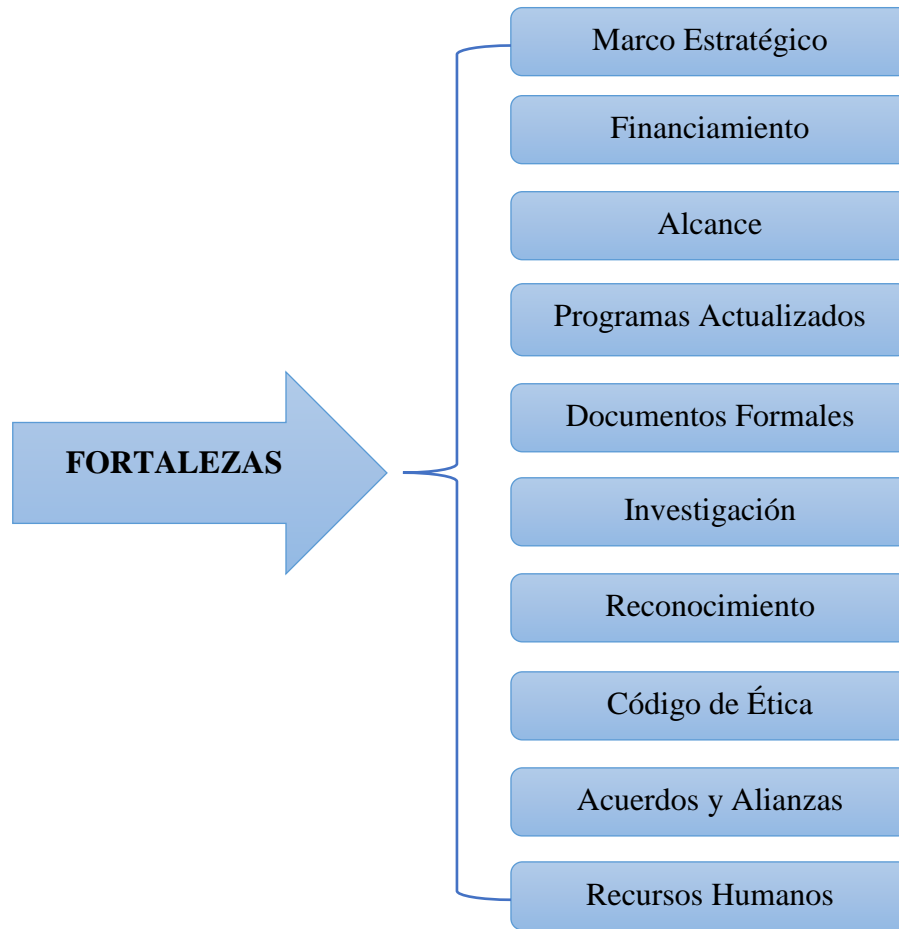 FORTALEZAS
Marco Estratégico
Financiamiento
Alcance
Programas Actualizados
Documentos Formales
Investigación
Reconocimiento
Código de Ética
Acuerdos y Alianzas
Recursos Humanos